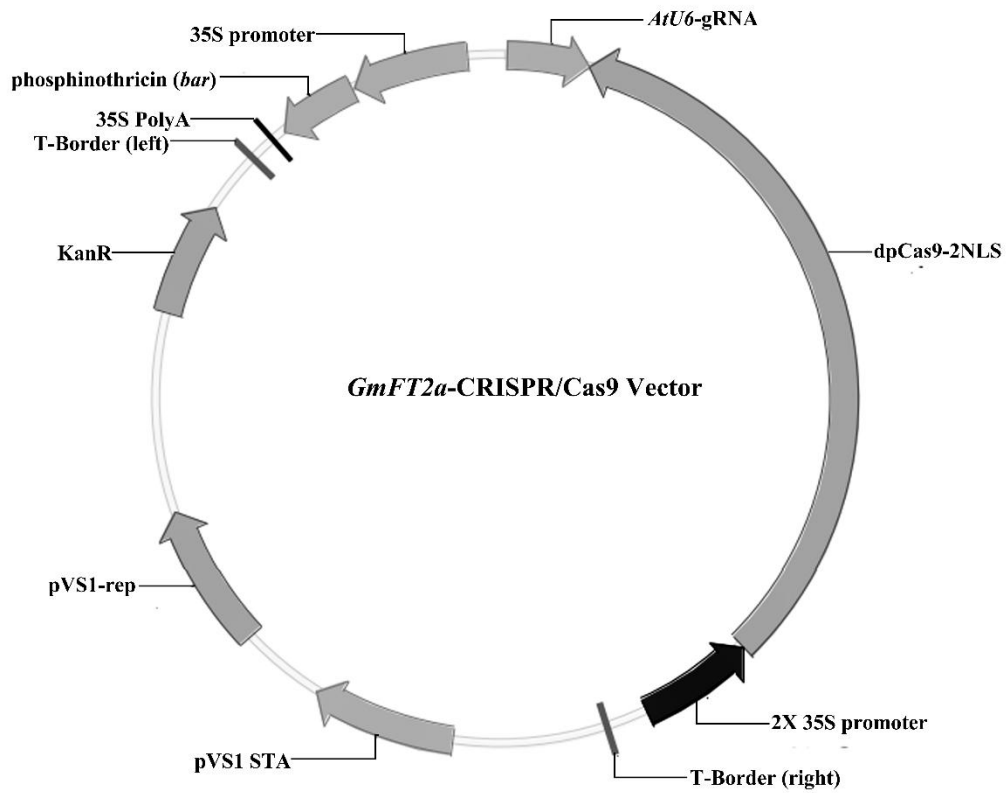 AtU6-gRNA
35S promoter
phosphinothricin (bar)
35S PolyA
T-Border (left)
KanR
dpCas9-2NLS
GmFT2a-CRISPR/Cas9 Vector
pVS1-rep
2X 35S promoter
pVS1 STA
T-Border (right)